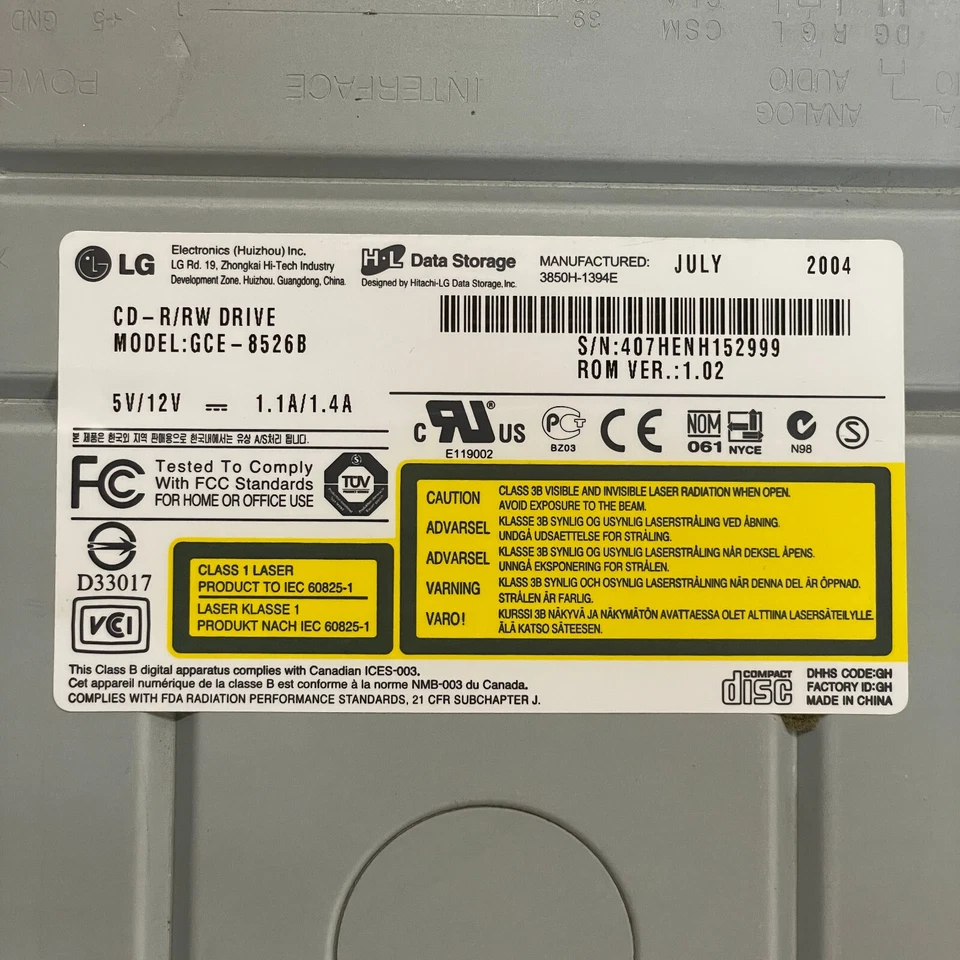 GND +5
1
39
CSM
DG R G L
POWE
INTERFACE
AUDIO
ANALOG
LG
Electronics (Huizhou) Inc.
LG Rd. 19, Zhongkai Hi-Tech Industry
Development Zone. Huizhou. Guangdong, China.
H·L Data Storage
Designed by Hitachi-LG Data Storage, Inc.
MANUFACTURED: JULY 2004
3850H-1394E
CD-R/RW DRIVE
MODEL:GCE-8526B
S/N:407HENH152999
ROM VER.:1.02
5V/12V 1.1A/1.4A
본 제품은 한국외 지역 판매용으로 한국내에서는 유상 A/S처리 됩니다.
c RU ® US
E119002
PCT
BZ03
CE
NOM
061 NYCE
N98
S
FC Tested To Comply
With FCC Standards
FOR HOME OR OFFICE USE
S
TÜV
PRODUCT SERVICE
D33017
VCI
CLASS 1 LASER
PRODUCT TO IEC 60825-1
LASER KLASSE 1
PRODUKT NACH IEC 60825-1
CAUTION CLASS 3B VISIBLE AND INVISIBLE LASER RADIATION WHEN OPEN.
AVOID EXPOSURE TO THE BEAM.
ADVARSEL KLASSE 3B SYNLIG OG USYNLIG LASERSTRÅLING VED ÅBNING.
UNDGÅ UDSAETTELSE FOR STRÅLING.
ADVARSEL KLASSE 3B SYNLIG OG USYNLIG LASERSTRÅLING NÅR DEKSEL ÅPENS.
UNNGÅ EKSPONERING FOR STRÅLEN.
VARNING KLASS 3B SYNLIG OCH OSYNLIG LASERSTRÅLNING NÄR DENNA DEL ÄR ÖPPNAD.
STRÅLEN ÄR FARLIG.
VARO! KURSSI 3B NÄKYVÄ JA NÄKYMÄTÖN AVATTAESSA OLET ALTTIINA LASERSÄTEILYLLE.
ÄLÄ KATSO SÄTEESEN.
This Class B digital apparatus complies with Canadian ICES-003.
Cet appareil numérique de la classe B est conforme à la norme NMB-003 du Canada.
COMPLIES WITH FDA RADIATION PERFORMANCE STANDARDS, 21 CFR SUBCHAPTER J.
COMPACT
disc
DHHS CODE:GH
FACTORY ID:GH
MADE IN CHINA